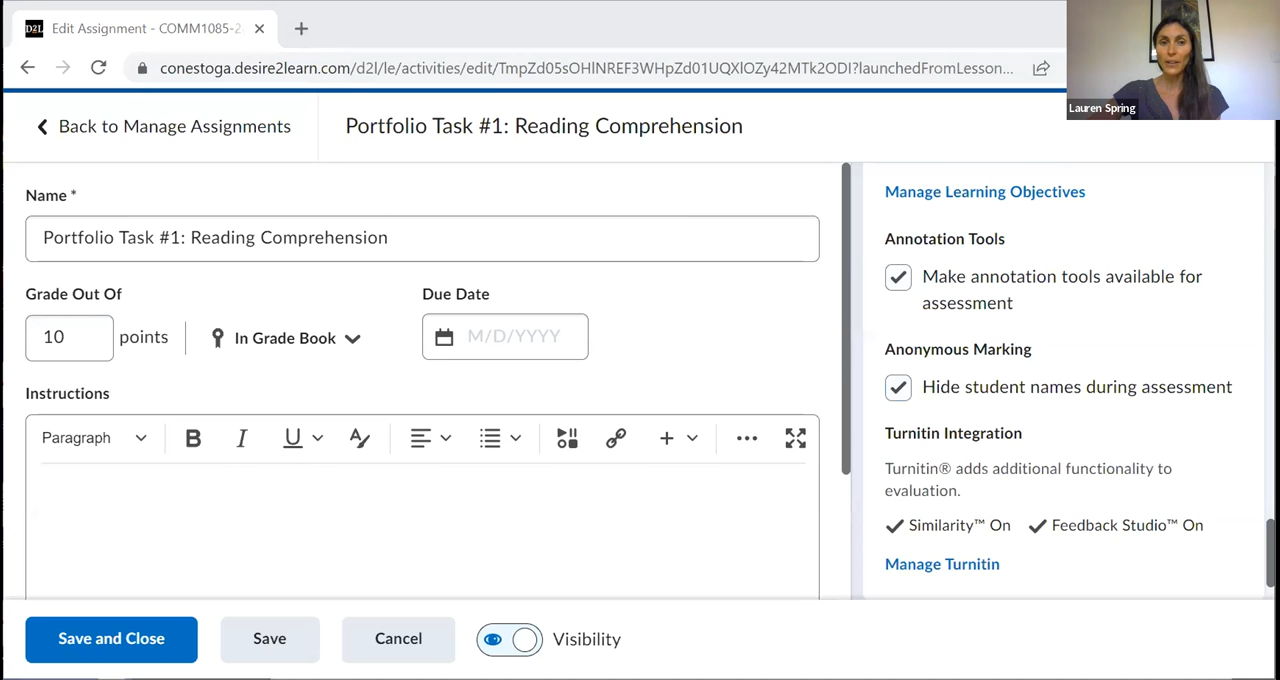 D2L Edit Assignment - COMM1085-2
conestoga.desire2learn.com/d2l/le/activities/edit/TmpZd05sOHlNREF3WHpZd01UQXlOZy42MTk2ODI?launchedFromLesson...
Lauren Spring
Back to Manage Assignments
Portfolio Task #1: Reading Comprehension
Name *
Portfolio Task #1: Reading Comprehension
Grade Out Of
Due Date
10 points
In Grade Book
M/D/YYYY
Instructions
Paragraph
B I U A
Manage Learning Objectives
Annotation Tools
Make annotation tools available for
assessment
Anonymous Marking
Hide student names during assessment
Turnitin Integration
Turnitin® adds additional functionality to
evaluation.
Similarity™ On Feedback Studio™ On
Manage Turnitin
Save and Close
Save
Cancel
Visibility